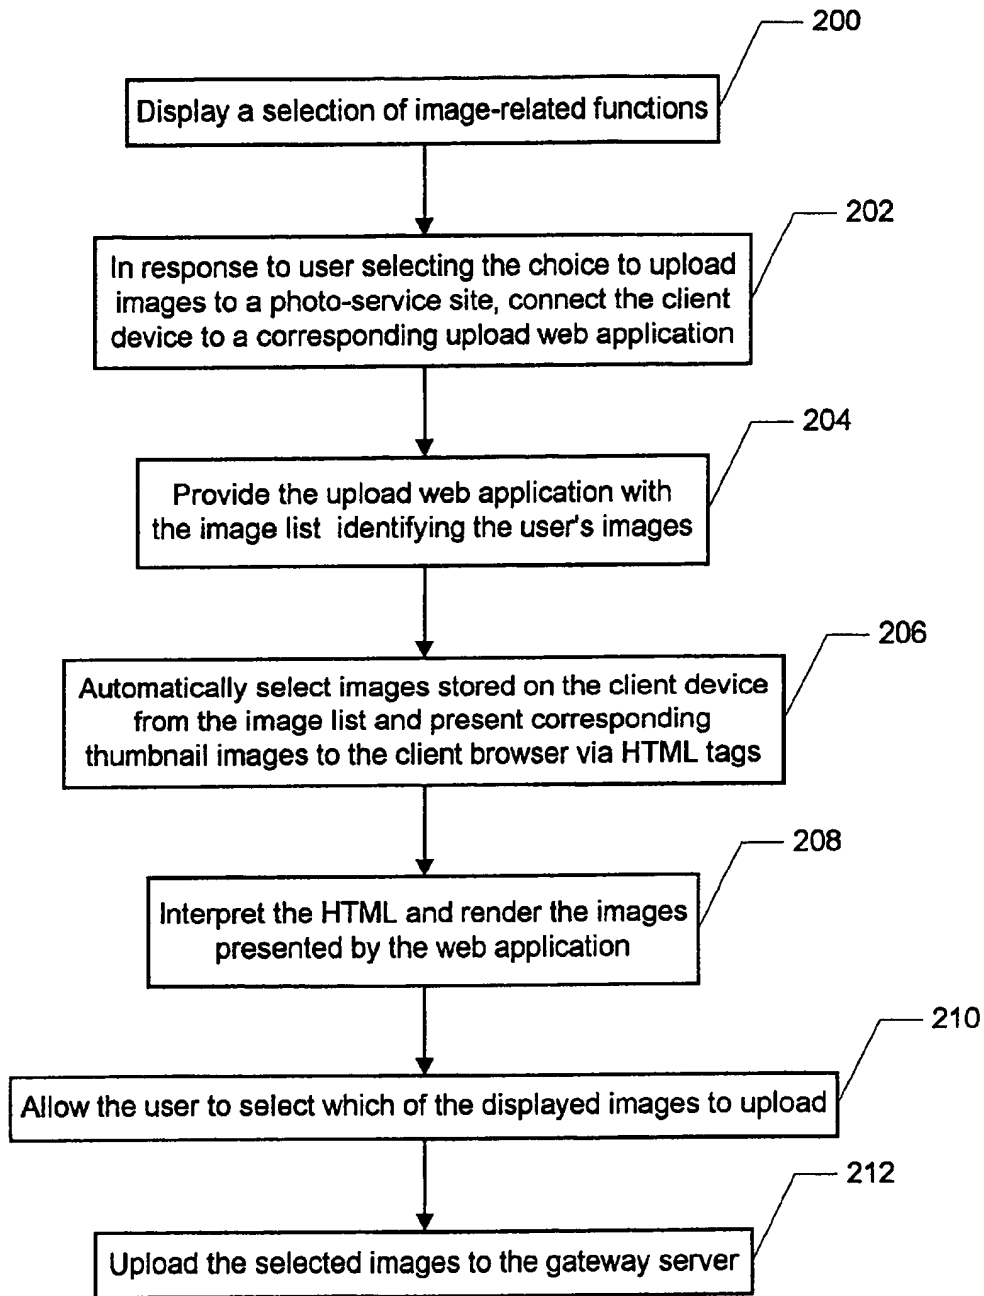 200
Display a selection of image-related functions
202
In response to user selecting the choice to upload
images to a photo-service site, connect the client
device to a corresponding upload web application
204
Provide the upload web application with
the image list identifying the user's images
206
Automatically select images stored on the client device
from the image list and present corresponding
thumbnail images to the client browser via HTML tags
208
Interpret the HTML and render the images
presented by the web application
210
Allow the user to select which of the displayed images to upload
212
Upload the selected images to the gateway server